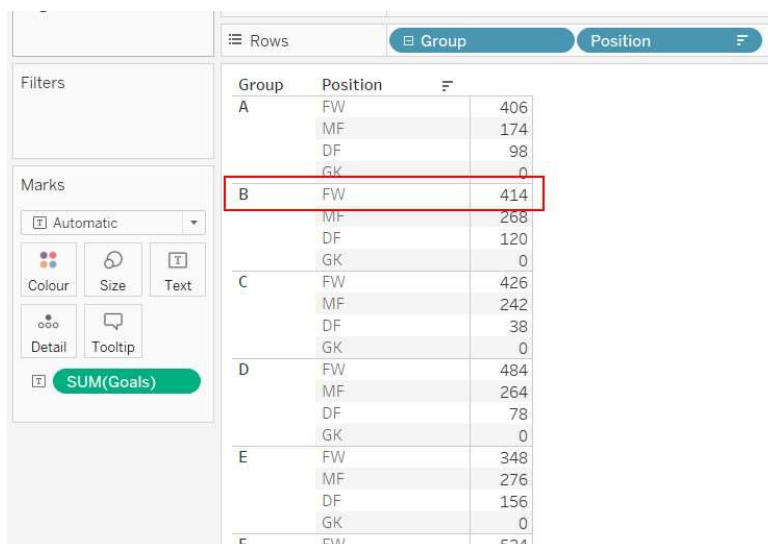 Rows Group Position
Filters
Group Position
A FW 406
MF 174
DF 98
GK 0
Marks
B FW 414
Automatic
MF 268
DF 120
GK 0
Colour Size Text
C FW 426
MF 242
DF 38
GK 0
Detail Tooltip
D FW 484
SUM(Goals)
MF 264
DF 78
GK 0
E FW 348
MF 276
DF 156
GK 0
F FW 524